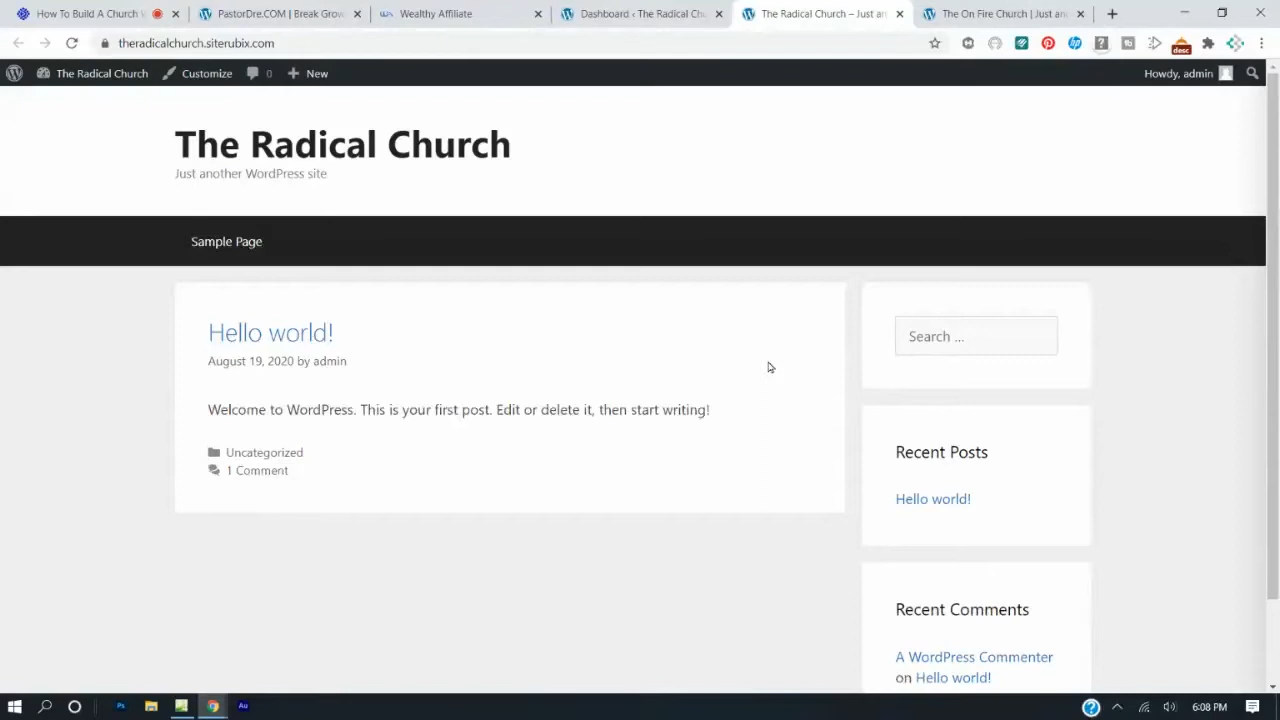 How To Build A Church W
PastorDre.COM | Break Grow
Wealthy Affiliate
Dashboard ‹ The Radical Ch
The Radical Church – Just an
The On Fire Church | Just an
theradicalchurch.siterubix.com
desc
The Radical Church
Customize
0
New
Howdy, admin
The Radical Church
Just another WordPress site
Sample Page
Hello world!
August 19, 2020 by admin
Welcome to WordPress. This is your first post. Edit or delete it, then start writing!
Uncategorized
1 Comment
Search ...
Recent Posts
Hello world!
Recent Comments
A WordPress Commenter
on Hello world!
Ps
Au
6:08 PM